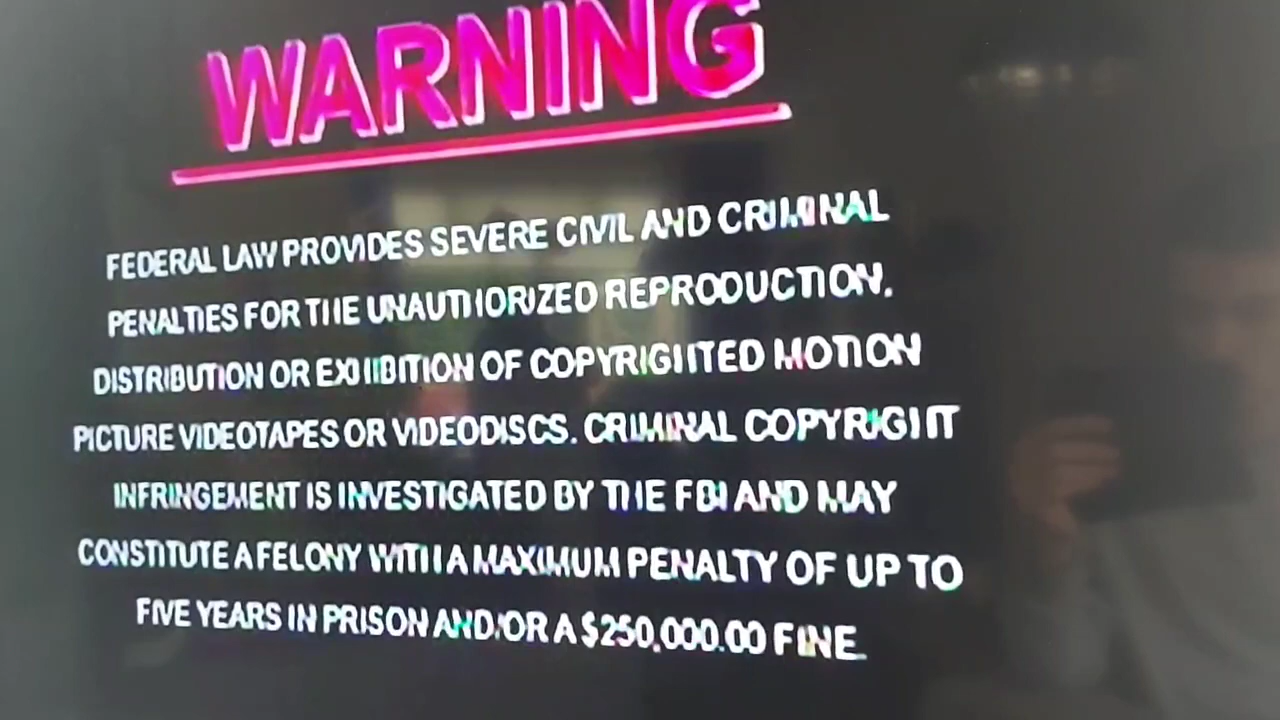 WARNING
FEDERAL LAW PROVIDES SEVERE CIVIL AND CRIMINAL
PENALTIES FOR THE UNAUTHORIZED REPRODUCTION,
DISTRIBUTION OR EXHIBITION OF COPYRIGHTED MOTION
PICTURE VIDEOTAPES OR VIDEODISCS. CRIMINAL COPYRIGHT
INFRINGEMENT IS INVESTIGATED BY THE FBI AND MAY
CONSTITUTE A FELONY WITH A MAXIMUM PENALTY OF UP TO
FIVE YEARS IN PRISON AND/OR A $250,000.00 FINE.